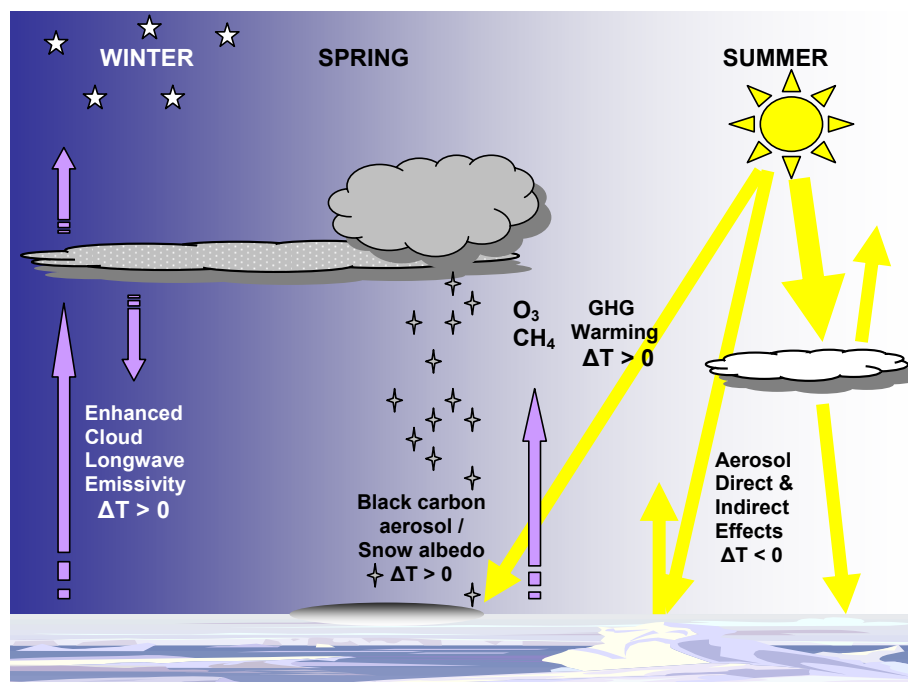 WINTER
SPRING
SUMMER
O₃
CH₄
GHG
Warming
ΔT > 0
Enhanced
Cloud
Longwave
Emissivity
ΔT > 0
Black carbon
aerosol /
Snow albedo
ΔT > 0
Aerosol
Direct &
Indirect
Effects
ΔT < 0